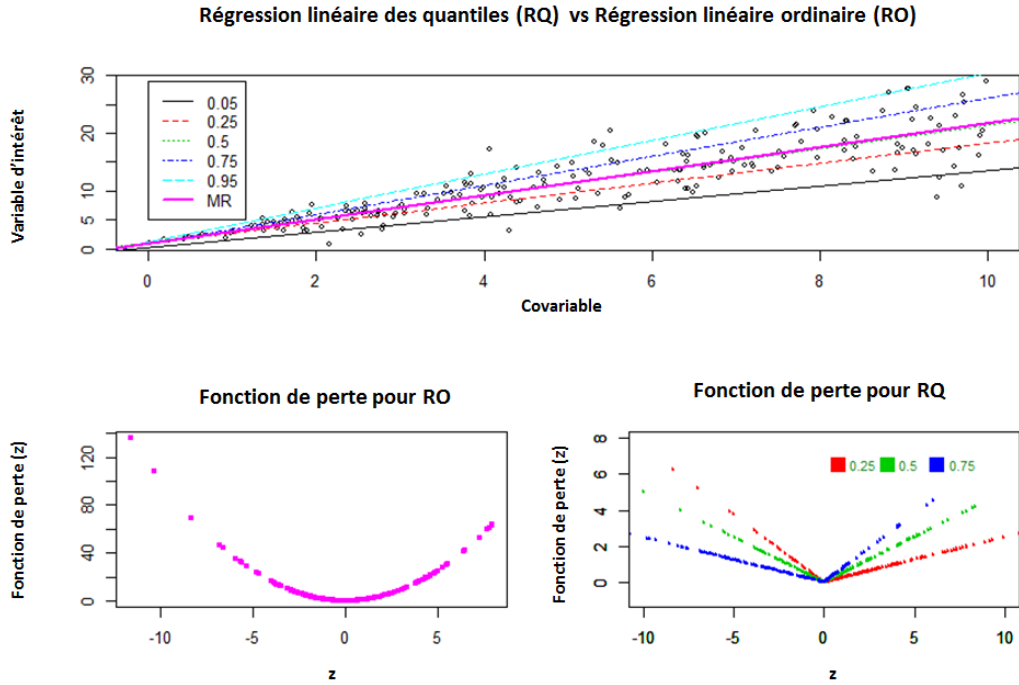 Régression linéaire des quantiles (RQ) vs Régression linéaire ordinaire (RO)
Variable d'intérêt
30
20
15
10
5
0
0.05
0.25
0.5
0.75
0.95
MR
0 2 4 6 8 10
Covariable
Fonction de perte pour RO
Fonction de perte (z)
120
80
40
0
-10 -5 0 5
z
Fonction de perte pour RQ
Fonction de perte (z)
8
6
4
2
0
0.25 0.5 0.75
-10 -5 0 5 10
z